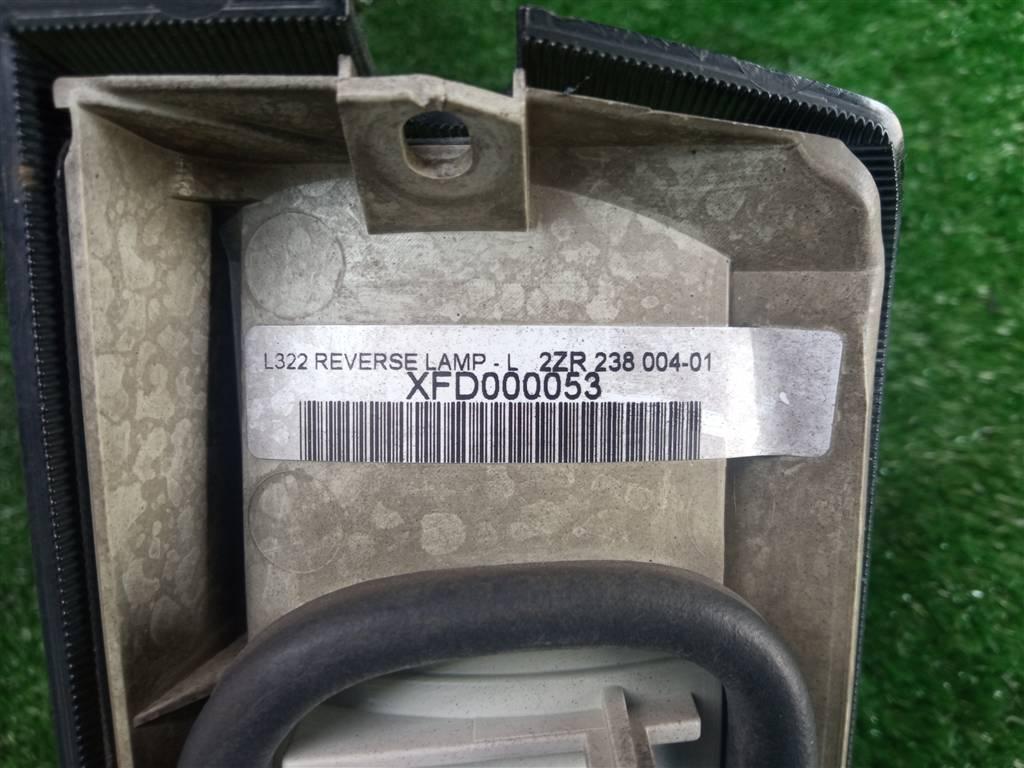 L322 REVERSE LAMP - L 2ZR 238 004-01
XFD000053